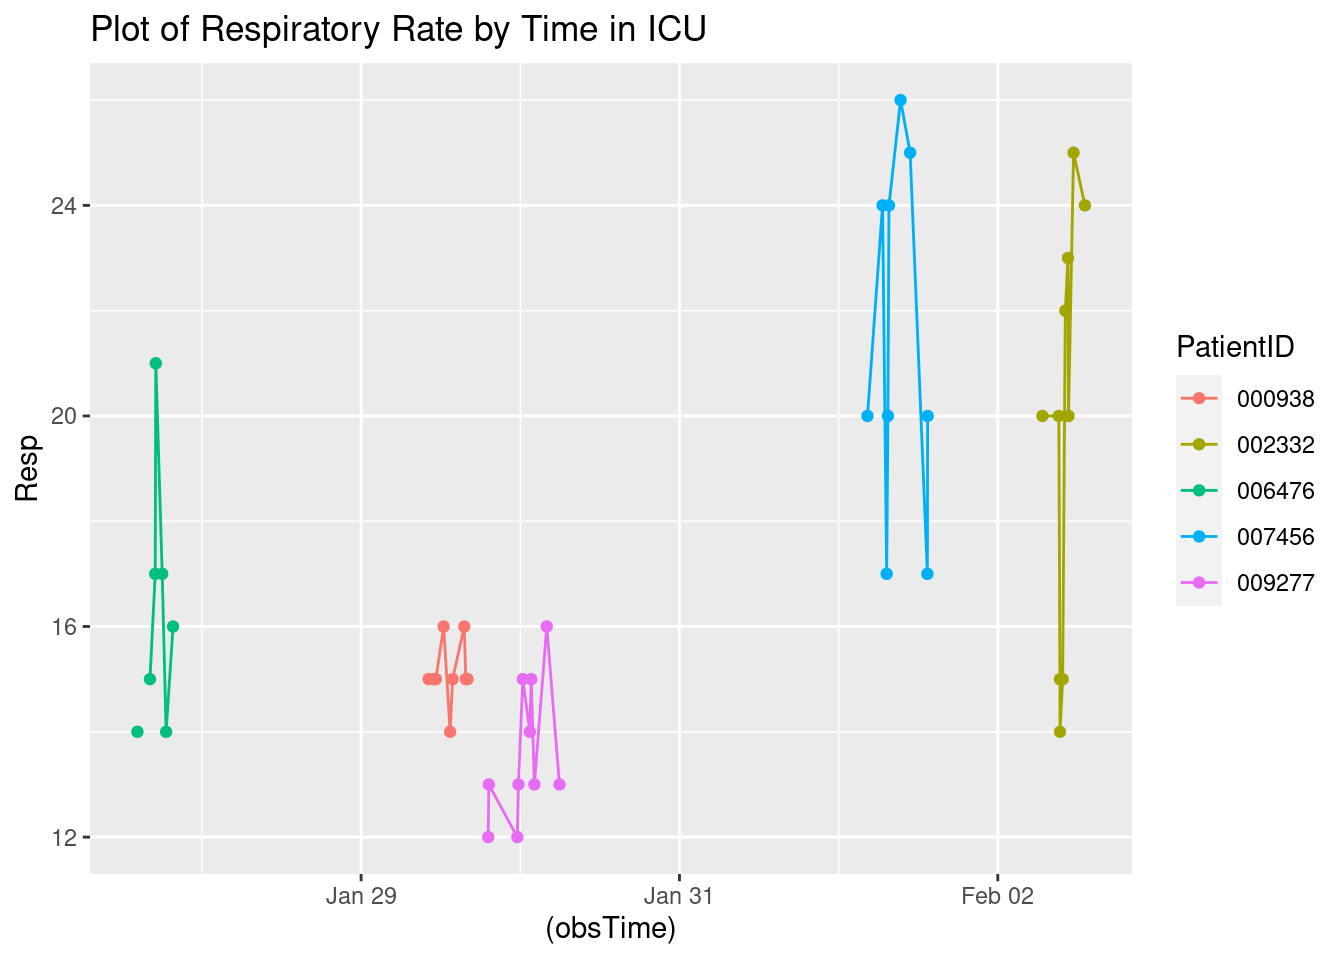 Plot of Respiratory Rate by Time in ICU
Resp
24
20
16
12
Jan 29
Jan 31
Feb 02
(obsTime)
PatientID
000938
002332
006476
007456
009277